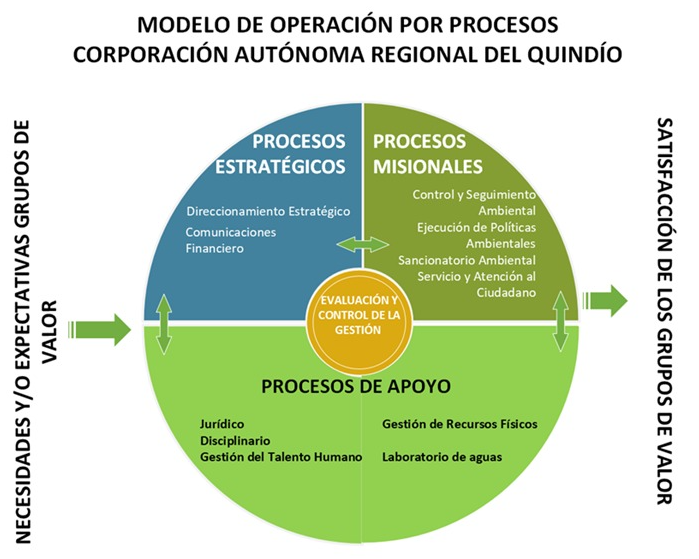 MODELO DE OPERACIÓN POR PROCESOS
CORPORACIÓN AUTÓNOMA REGIONAL DEL QUINDÍO
NECESIDADES Y/O EXPECTATIVAS GRUPOS DE
VALOR
PROCESOS
ESTRATÉGICOS
Direccionamiento Estratégico
Comunicaciones
Financiero
PROCESOS
MISIONALES
Control y Seguimiento
Ambiental
Ejecución de Políticas
Ambientales
Sancionatorio Ambiental
Servicio y Atención al
Ciudadano
EVALUACIÓN Y
CONTROL DE LA
GESTIÓN
PROCESOS DE APOYO
Jurídico
Disciplinario
Gestión del Talento Humano
Gestión de Recursos Físicos
Laboratorio de aguas
SATISFACCIÓN DE LOS GRUPOS DE VALOR